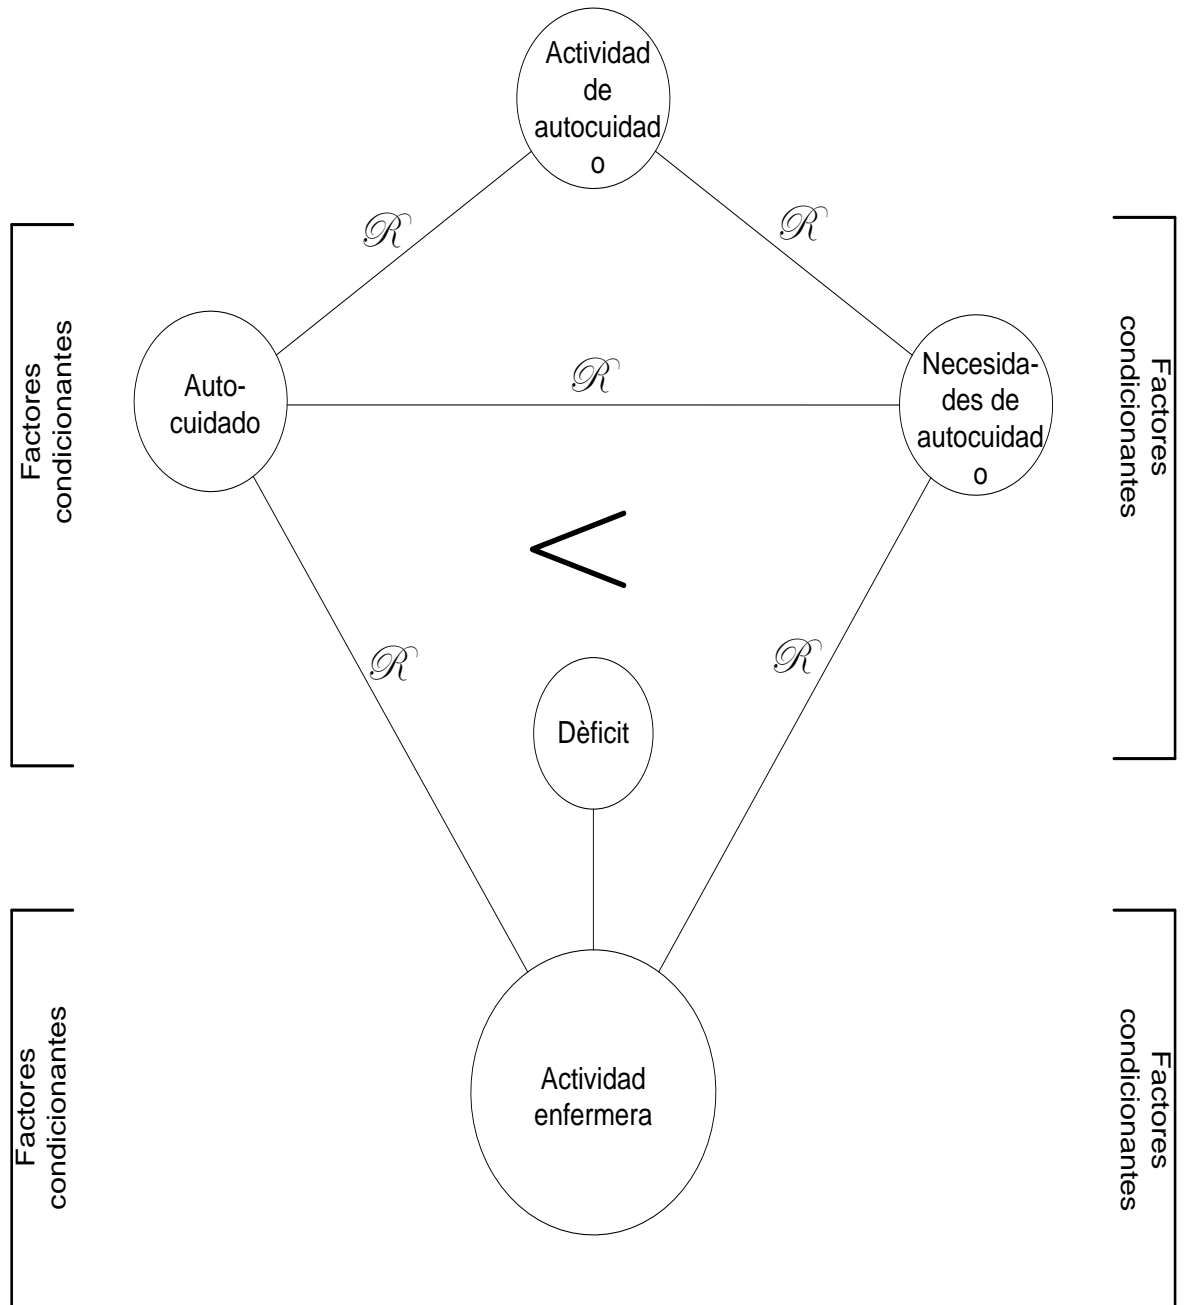 Actividad
de
autocuidad
o
ℛ
ℛ
Factores
condicionantes
Auto-
cuidado
ℛ
Necesida-
des de
autocuidad
o
Factores
condicionantes
<
ℛ
ℛ
Dèficit
Factores
condicionantes
Actividad
enfermera
Factores
condicionantes